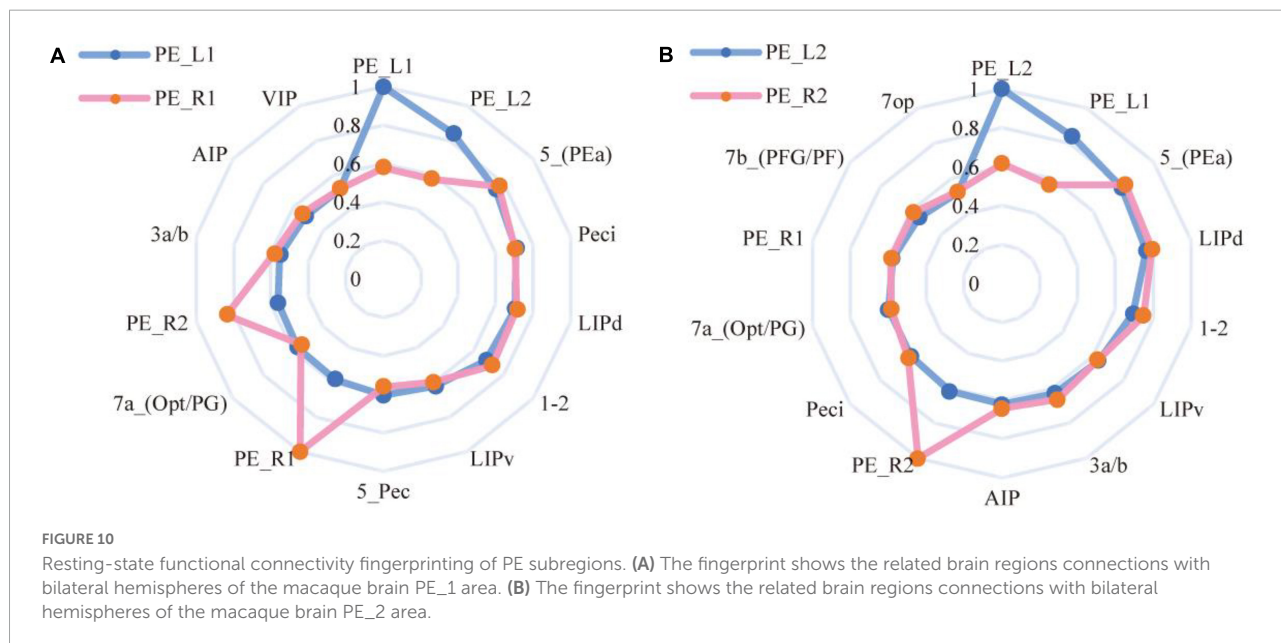 A
PE_L1
PE_R1
PE_L1
PE_L2
5_(PEa)
Peci
LIPd
1-2
LIPv
5_Pec
PE_R1
7a_(Opt/PG)
PE_R2
3a/b
AIP
VIP
1
0.8
0.6
0.4
0.2
0
B
PE_L2
PE_R2
PE_L2
PE_L1
5_(PEa)
LIPd
1-2
LIPv
3a/b
AIP
PE_R2
Peci
7a_(Opt/PG)
PE_R1
7b_(PFG/PF)
7op
1
0.8
0.6
0.4
0.2
0
FIGURE 10
Resting-state functional connectivity fingerprinting of PE subregions. (A) The fingerprint shows the related brain regions connections with
bilateral hemispheres of the macaque brain PE_1 area. (B) The fingerprint shows the related brain regions connections with bilateral
hemispheres of the macaque brain PE_2 area.